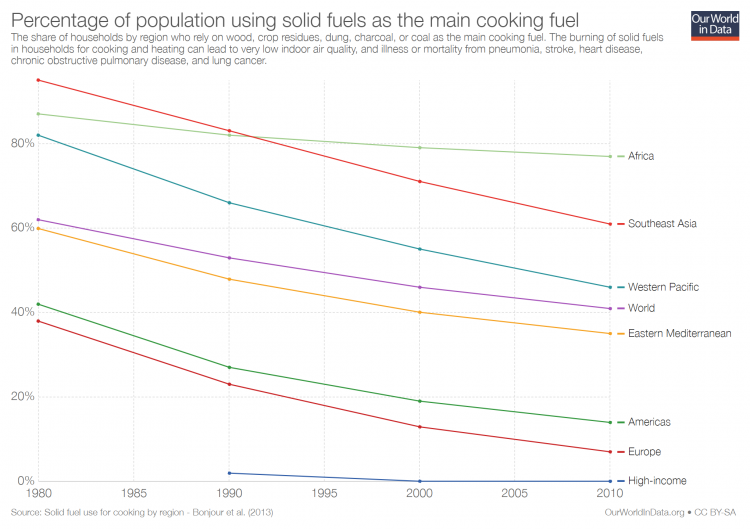 Percentage of population using solid fuels as the main cooking fuel
The share of households by region who rely on wood, crop residues, dung, charcoal, or coal as the main cooking fuel. The burning of solid fuels
in households for cooking and heating can lead to very low indoor air quality, and illness or mortality from pneumonia, stroke, heart disease,
chronic obstructive pulmonary disease, and lung cancer.
Our World
in Data
80%
60%
40%
20%
0%
Africa
Southeast Asia
Western Pacific
World
Eastern Mediterranean
Americas
Europe
High-income
1980 1985 1990 1995 2000 2005 2010
Source: Solid fuel use for cooking by region - Bonjour et al. (2013)
OurWorldInData.org • CC BY-SA